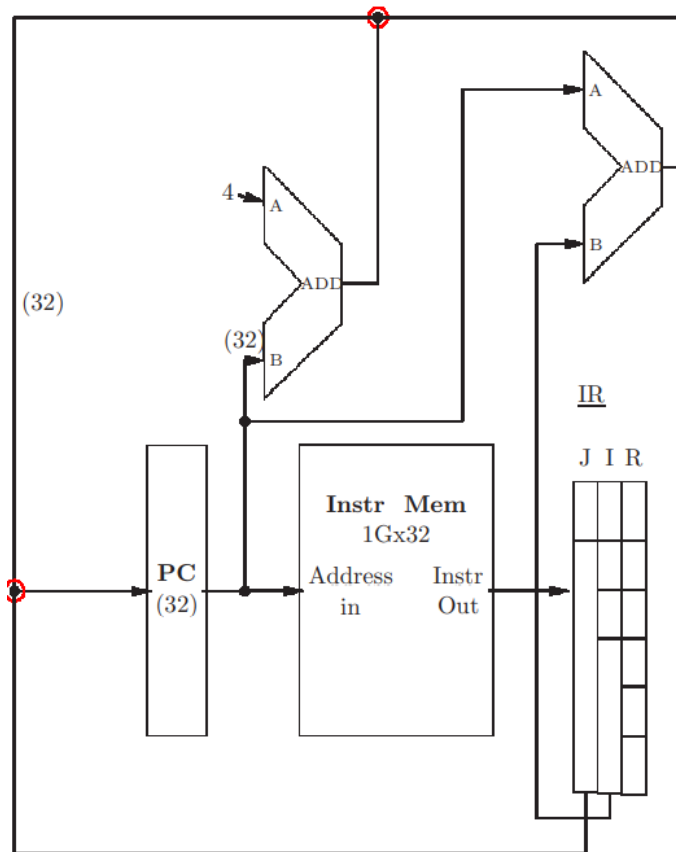 A
ADD
4
A
B
ADD
(32)
(32)
B
IR
J I R
Instr Mem
1Gx32
PC
(32)
Address
in
Instr
Out